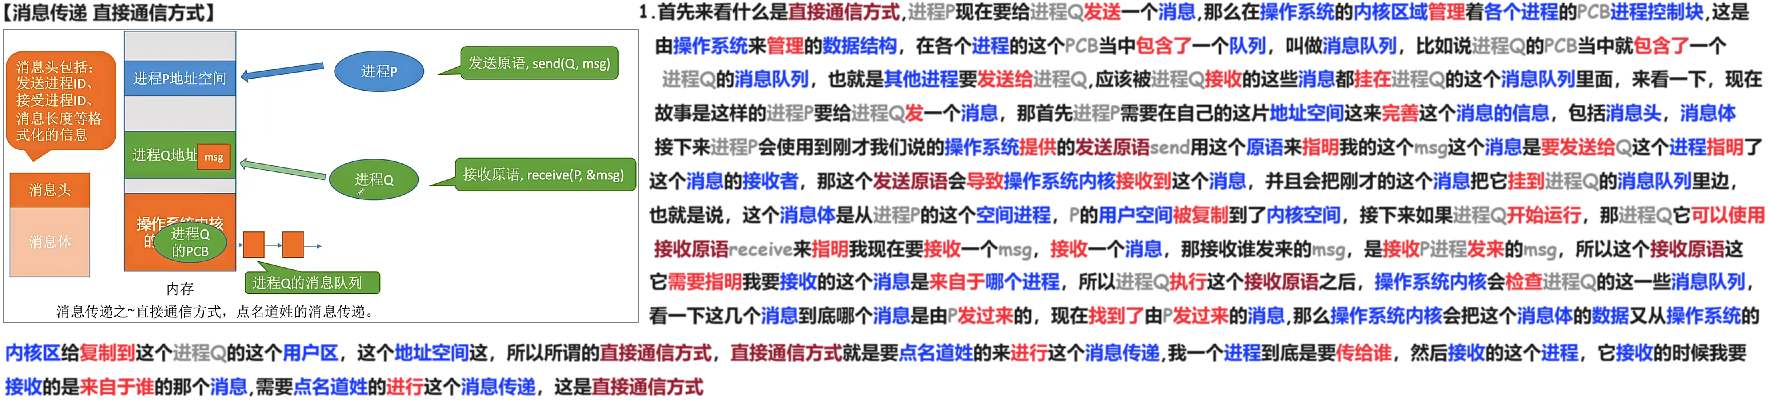 【消息传递 直接通信方式】
消息头包括：
发送进程ID、
接受进程ID、
消息长度等格
式化的信息
消息头
消息体
进程P地址空间
进程Q地址
msg
操作系统内核
的
进程Q
的PCB
内存
进程P
进程Q
发送原语, send(Q, msg)
接收原语, receive(P, &msg)
进程Q的消息队列
消息传递之~直接通信方式，点名道姓的消息传递。
1.首先来看什么是直接通信方式,进程P现在要给进程Q发送一个消息,那么在操作系统的内核区域管理着各个进程的PCB进程控制块,这是
由操作系统来管理的数据结构，在各个进程的这个PCB当中包含了一个队列，叫做消息队列，比如说进程Q的PCB当中就包含了一个
进程Q的消息队列，也就是其他进程要发送给进程Q,应该被进程Q接收的这些消息都挂在进程Q的这个消息队列里面，来看一下，现在
故事是这样的进程P要给进程Q发一个消息，那首先进程P需要在自己的这片地址空间这来完善这个消息的信息，包括消息头，消息体
接下来进程P会使用到刚才我们说的操作系统提供的发送原语send用这个原语来指明我的这个msg这个消息是要发送给Q这个进程指明了
这个消息的接收者，那这个发送原语会导致操作系统内核接收到这个消息，并且会把刚才的这个消息把它挂到进程Q的消息队列里边，
也就是说，这个消息体是从进程P的这个空间进程，P的用户空间被复制到了内核空间，接下来如果进程Q开始运行，那进程Q它可以使用
接收原语receive来指明我现在要接收一个msg，接收一个消息，那接收谁发来的msg，是接收P进程发来的msg，所以这个接收原语这
它需要指明我要接收的这个消息是来自于哪个进程，所以进程Q执行这个接收原语之后，操作系统内核会检查进程Q的这一些消息队列，
看一下这几个消息到底哪个消息是由P发过来的，现在找到了由P发过来的消息,那么操作系统内核会把这个消息体的数据又从操作系统的
内核区给复制到这个进程Q的这个用户区，这个地址空间这，所以所谓的直接通信方式，直接通信方式就是要点名道姓的来进行这个消息传递,我一个进程到底是要传给谁，然后接收的这个进程，它接收的时候我要
接收的是来自于谁的那个消息,需要点名道姓的进行这个消息传递，这是直接通信方式